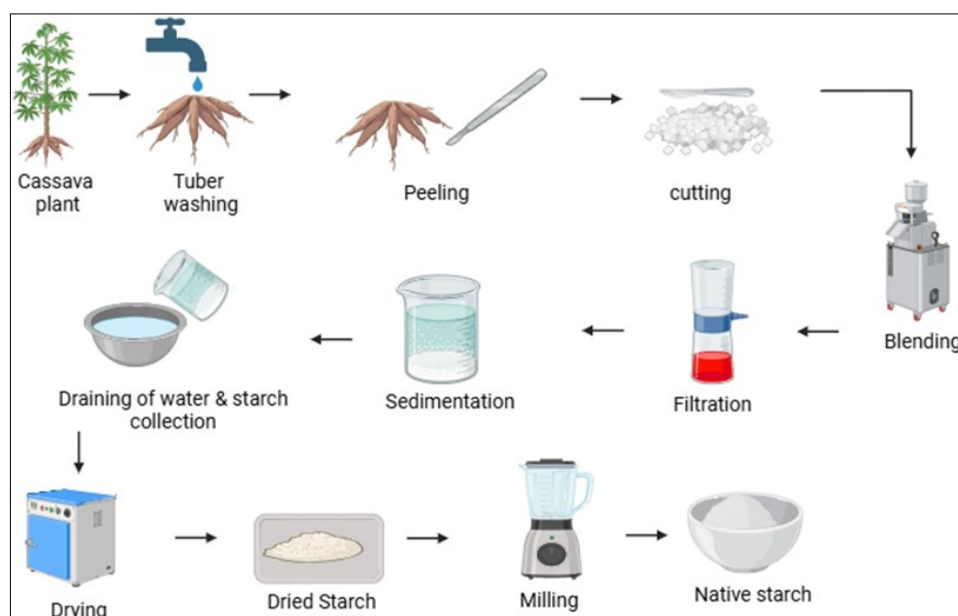 Cassava
plant
Tuber
washing
Peeling
cutting
Blending
Filtration
Sedimentation
Draining of water & starch
collection
Drying
Dried Starch
Milling
Native starch